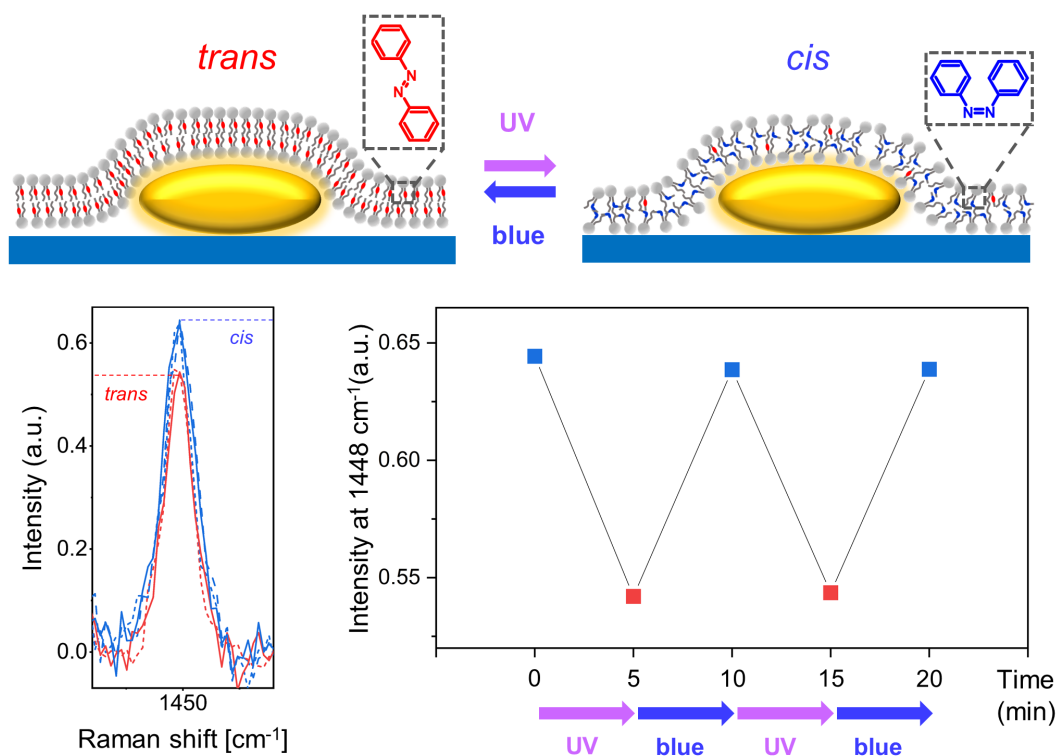 trans
cis
N
N
N=N
UV
blue
0.6
0.4
0.2
0.0
Intensity (a.u.)
cis
trans
1450
Raman shift [cm⁻¹]
0.65
0.60
0.55
Intensity at 1448 cm⁻¹(a.u.)
0 5 10 15 20 Time
(min)
UV blue UV blue